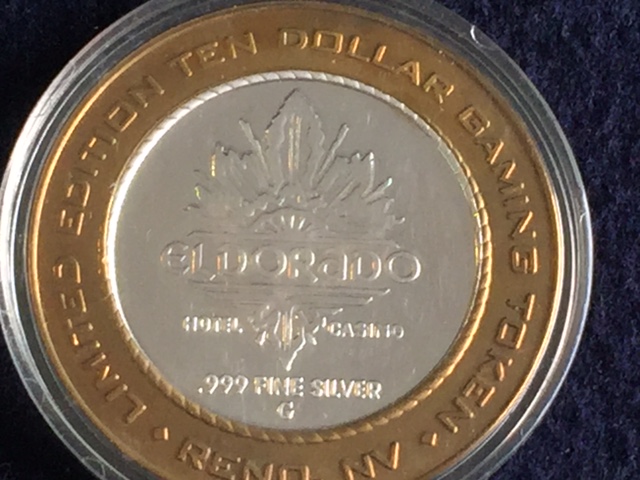 LIMITED EDITION TEN DOLLAR GAMING TOKEN
ELDORaDO
HOTEL CASINO
.999 FINE SILVER
G
RENO, NV